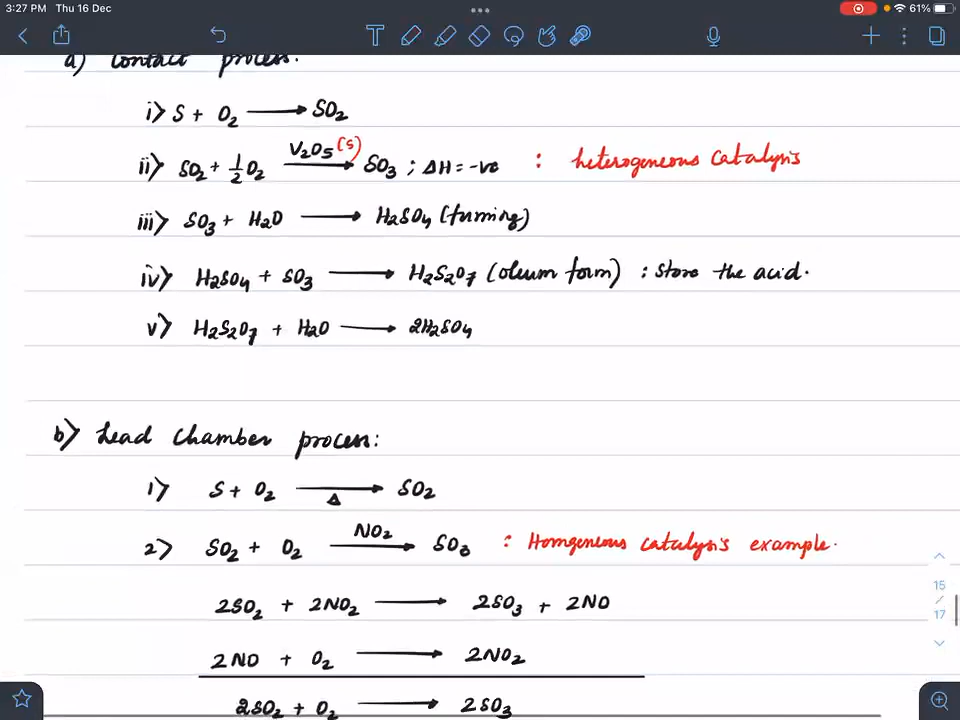 3:27 PM Thu 16 Dec
61%
a) Contact process:
i) S + O₂ ⟶ SO₂
ii) SO₂ + ½O₂ ⟶ V₂O₅(s) SO₃ ; ΔH = -ve : heterogeneous catalysis
iii) SO₃ + H₂O ⟶ H₂SO₄ (fuming)
iv) H₂SO₄ + SO₃ ⟶ H₂S₂O₇ (oleum form) : store the acid.
v) H₂S₂O₇ + H₂O ⟶ 2H₂SO₄
b) Lead chamber process:
1) S + O₂ ⟶ Δ SO₂
2) SO₂ + O₂ ⟶ NO₂ SO₃ : Homgeneous catalysis example.
2SO₂ + 2NO₂ ⟶ 2SO₃ + 2NO
2NO + O₂ ⟶ 2NO₂
2SO₂ + O₂ ⟶ 2SO₃
15
/
17